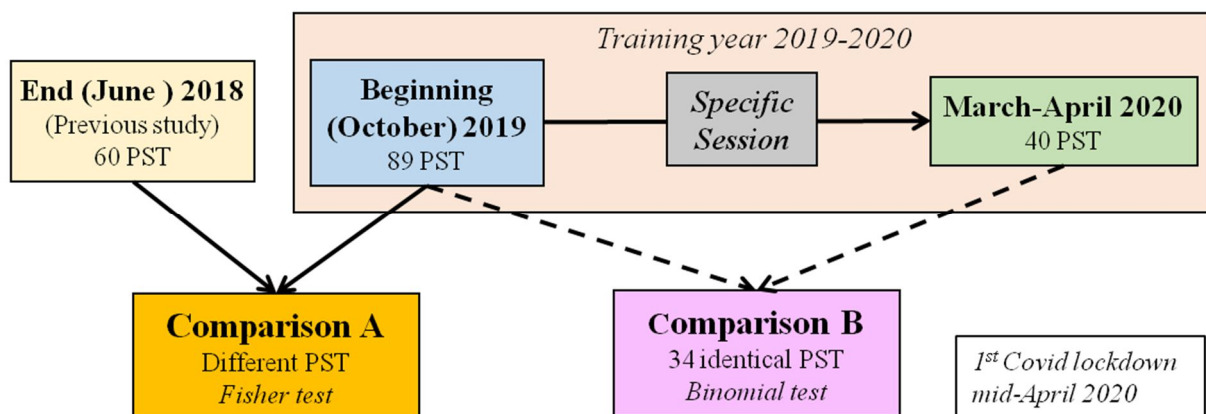 Training year 2019-2020
End (June ) 2018
(Previous study)
60 PST
Beginning
(October) 2019
89 PST
Specific
Session
March-April 2020
40 PST
Comparison A
Different PST
Fisher test
Comparison B
34 identical PST
Binomial test
1st Covid lockdown
mid-April 2020